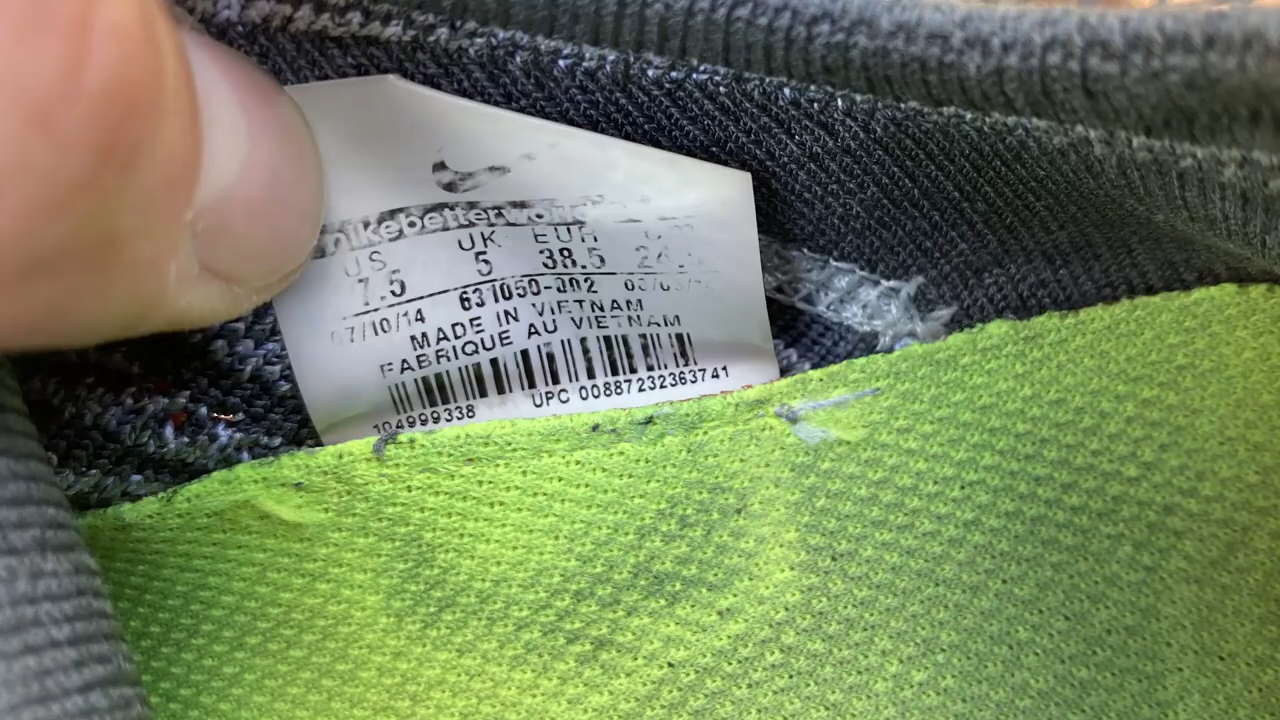 nikebetterworld
US UK EUR
7.5 5 38.5
07/10/14 631050-002
MADE IN VIETNAM
FABRIQUE AU VIETNAM
104999338 UPC 00887232363741